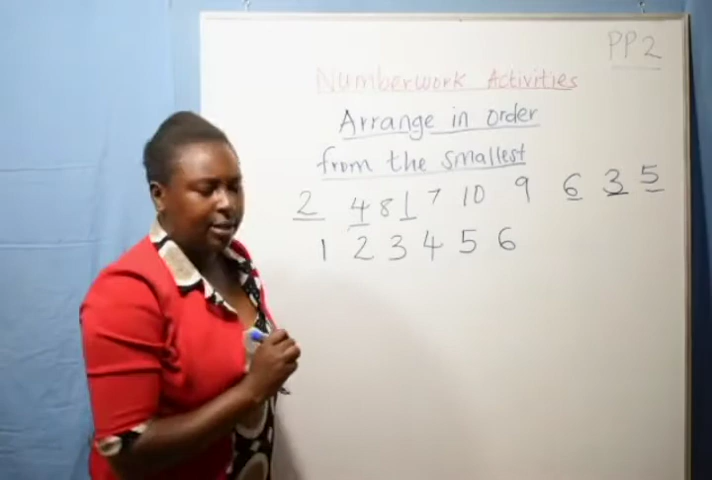 PP2
Numberwork Activities
Arrange in order
from the smallest
2 4 8 1 7 10 9 6 3 5
1 2 3 4 5 6